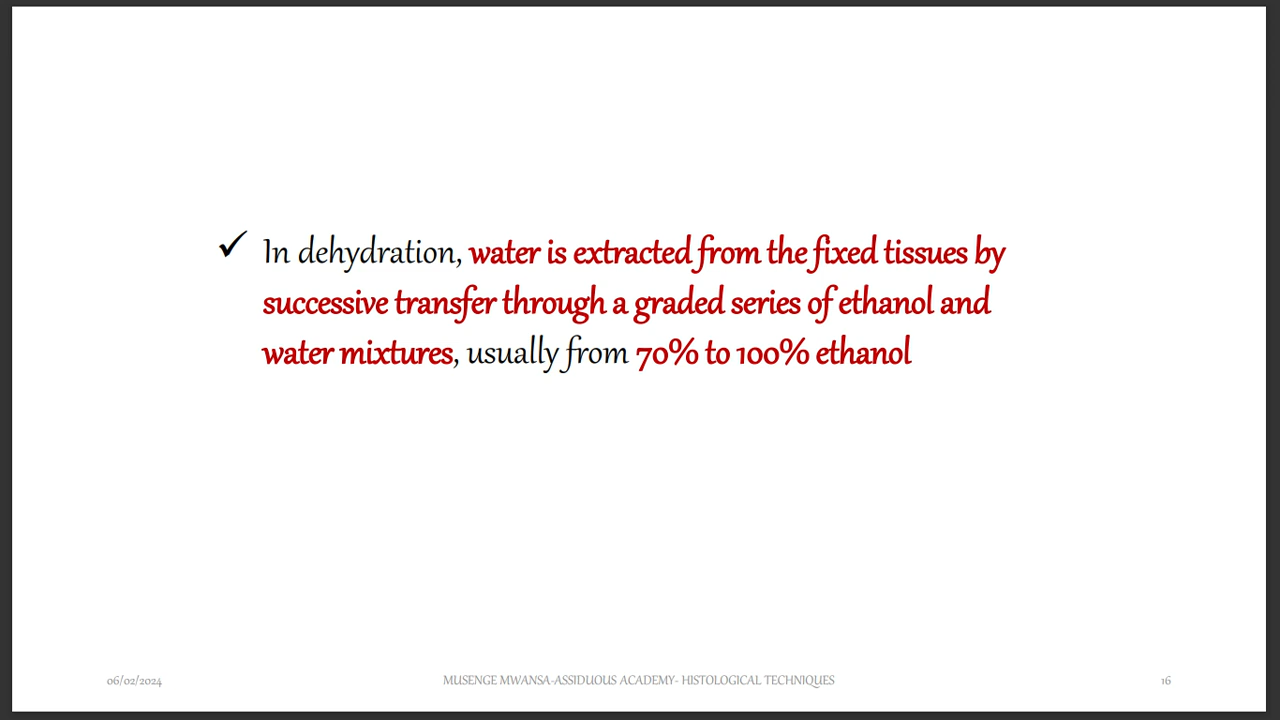 ✓ In dehydration, water is extracted from the fixed tissues by
successive transfer through a graded series of ethanol and
water mixtures, usually from 70% to 100% ethanol
06/02/2024 MUSENGE MWANSA-ASSIDUOUS ACADEMY- HISTOLOGICAL TECHNIQUES 16